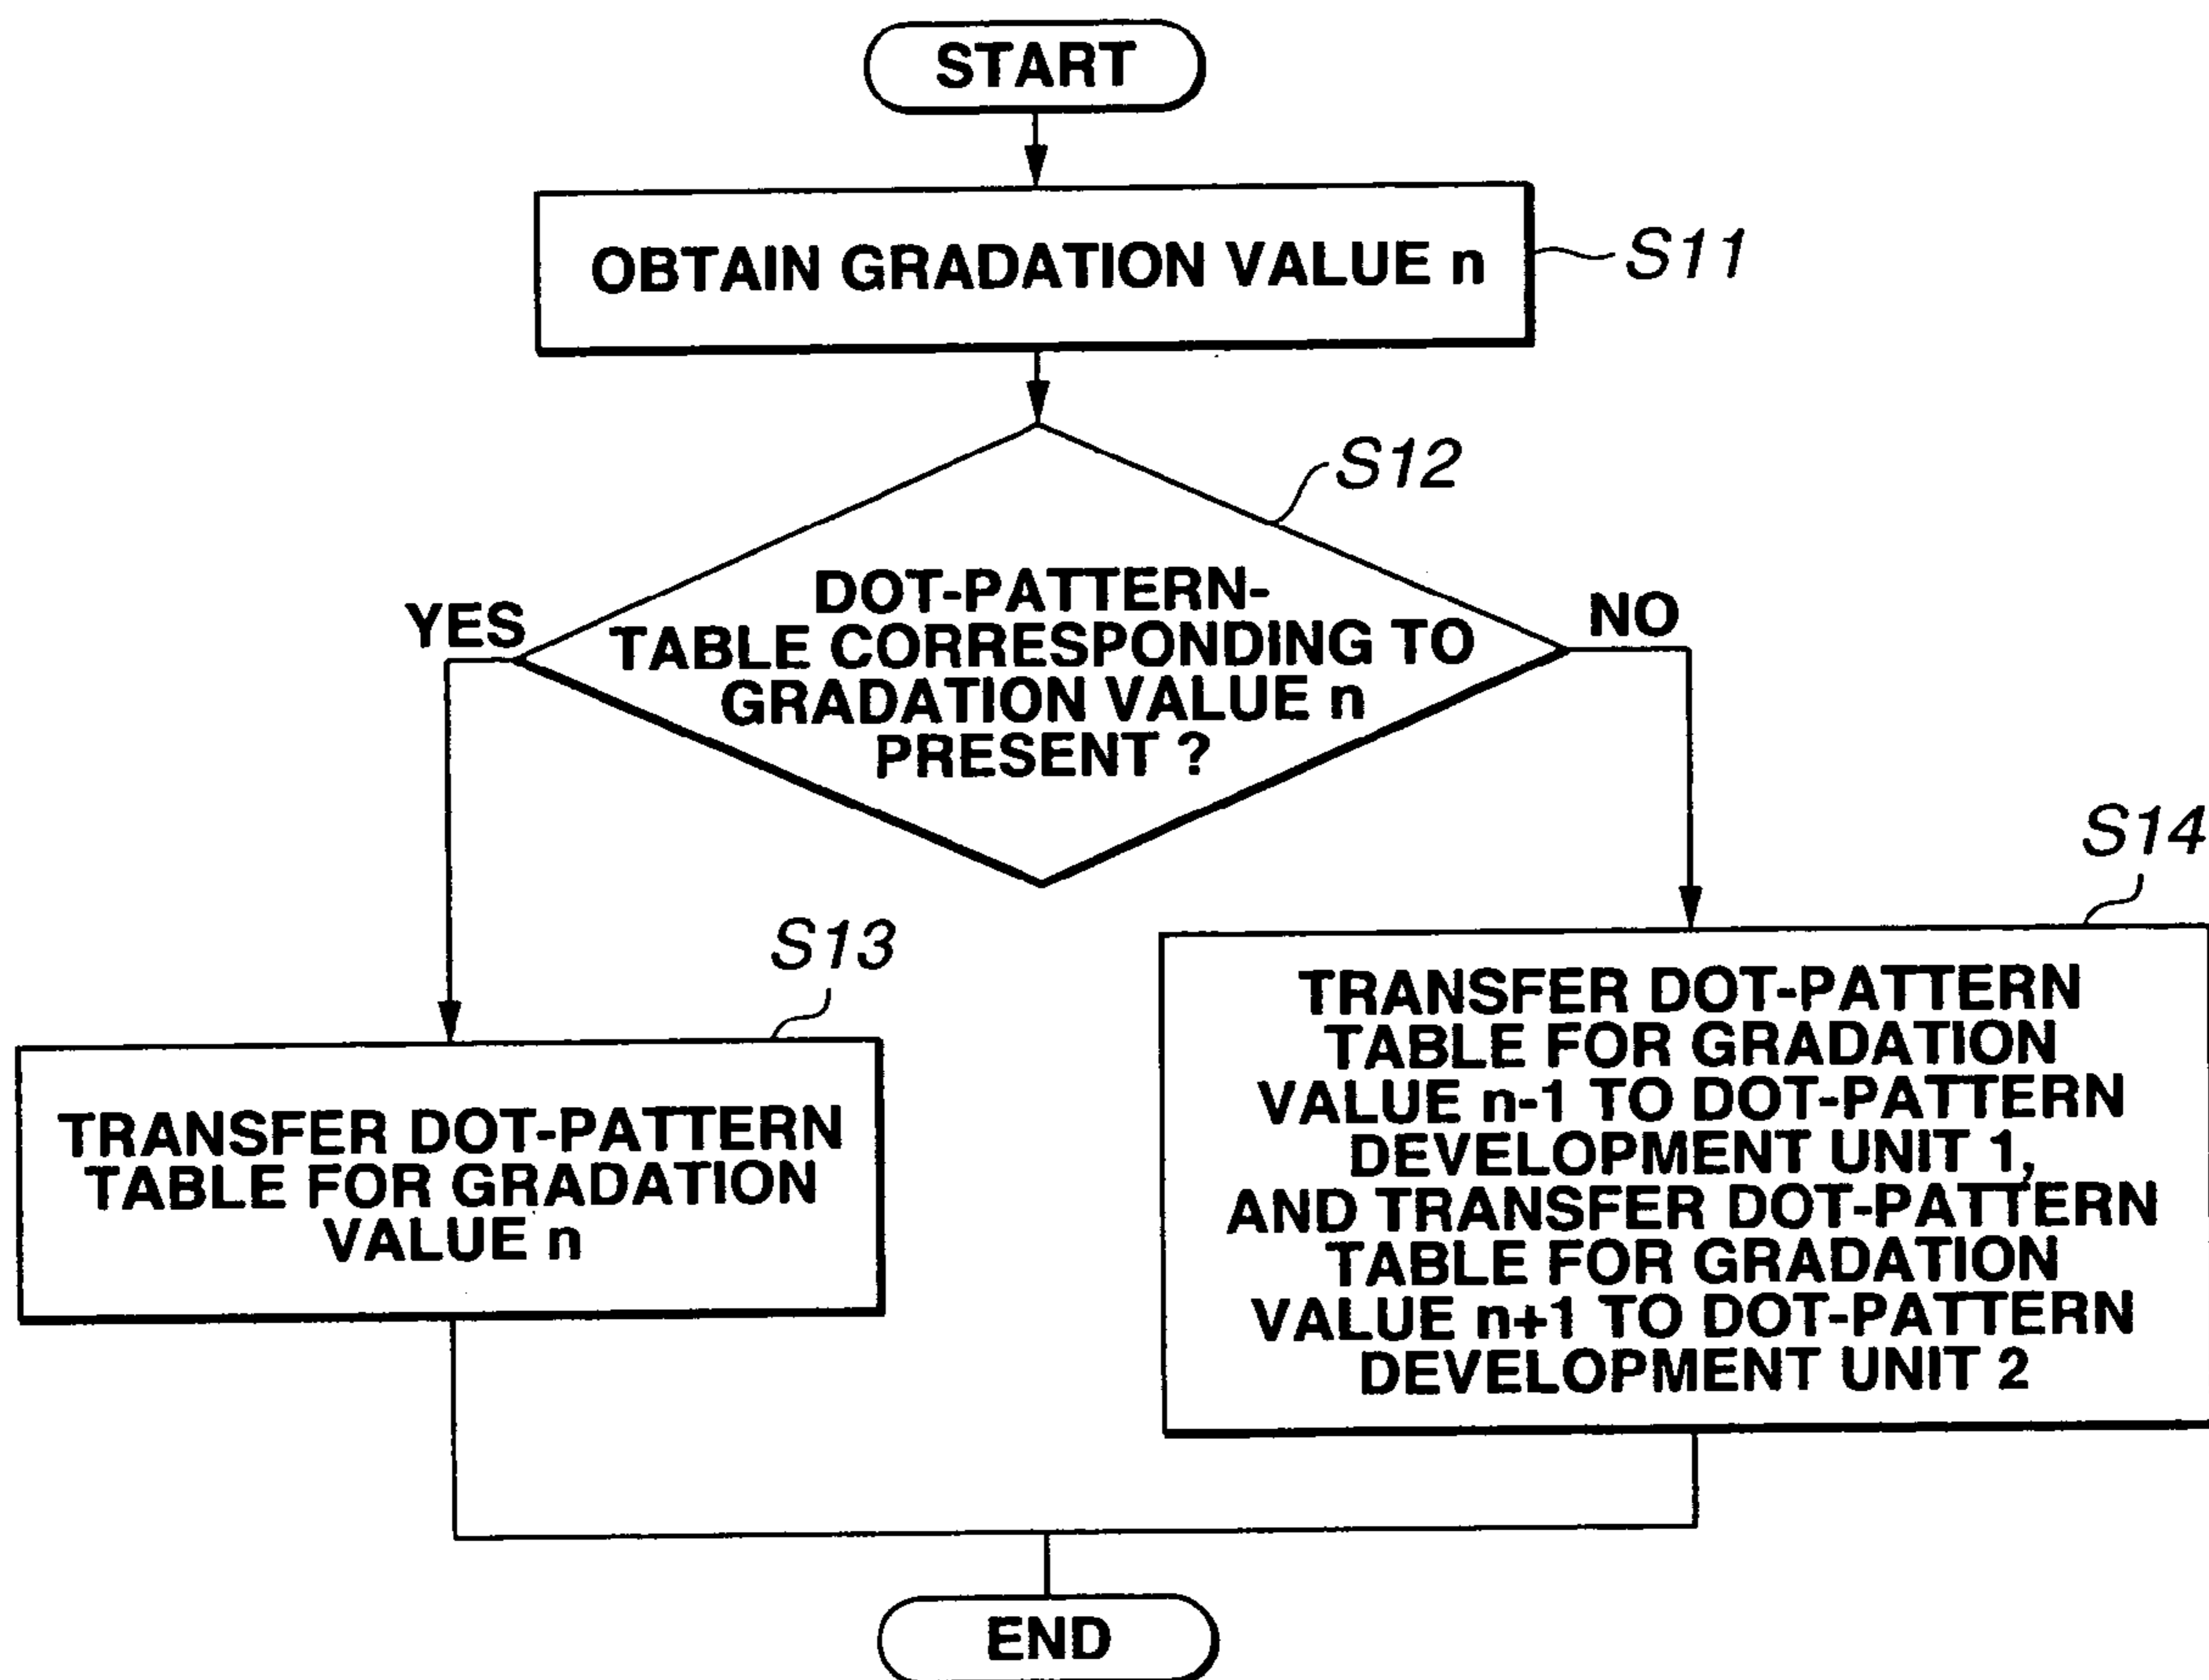 START
OBTAIN GRADATION VALUE n
S11
S12
DOT-PATTERN-
TABLE CORRESPONDING TO
GRADATION VALUE n
PRESENT ?
YES
NO
S13
TRANSFER DOT-PATTERN
TABLE FOR GRADATION
VALUE n
S14
TRANSFER DOT-PATTERN
TABLE FOR GRADATION
VALUE n-1 TO DOT-PATTERN
DEVELOPMENT UNIT 1,
AND TRANSFER DOT-PATTERN
TABLE FOR GRADATION
VALUE n+1 TO DOT-PATTERN
DEVELOPMENT UNIT 2
END